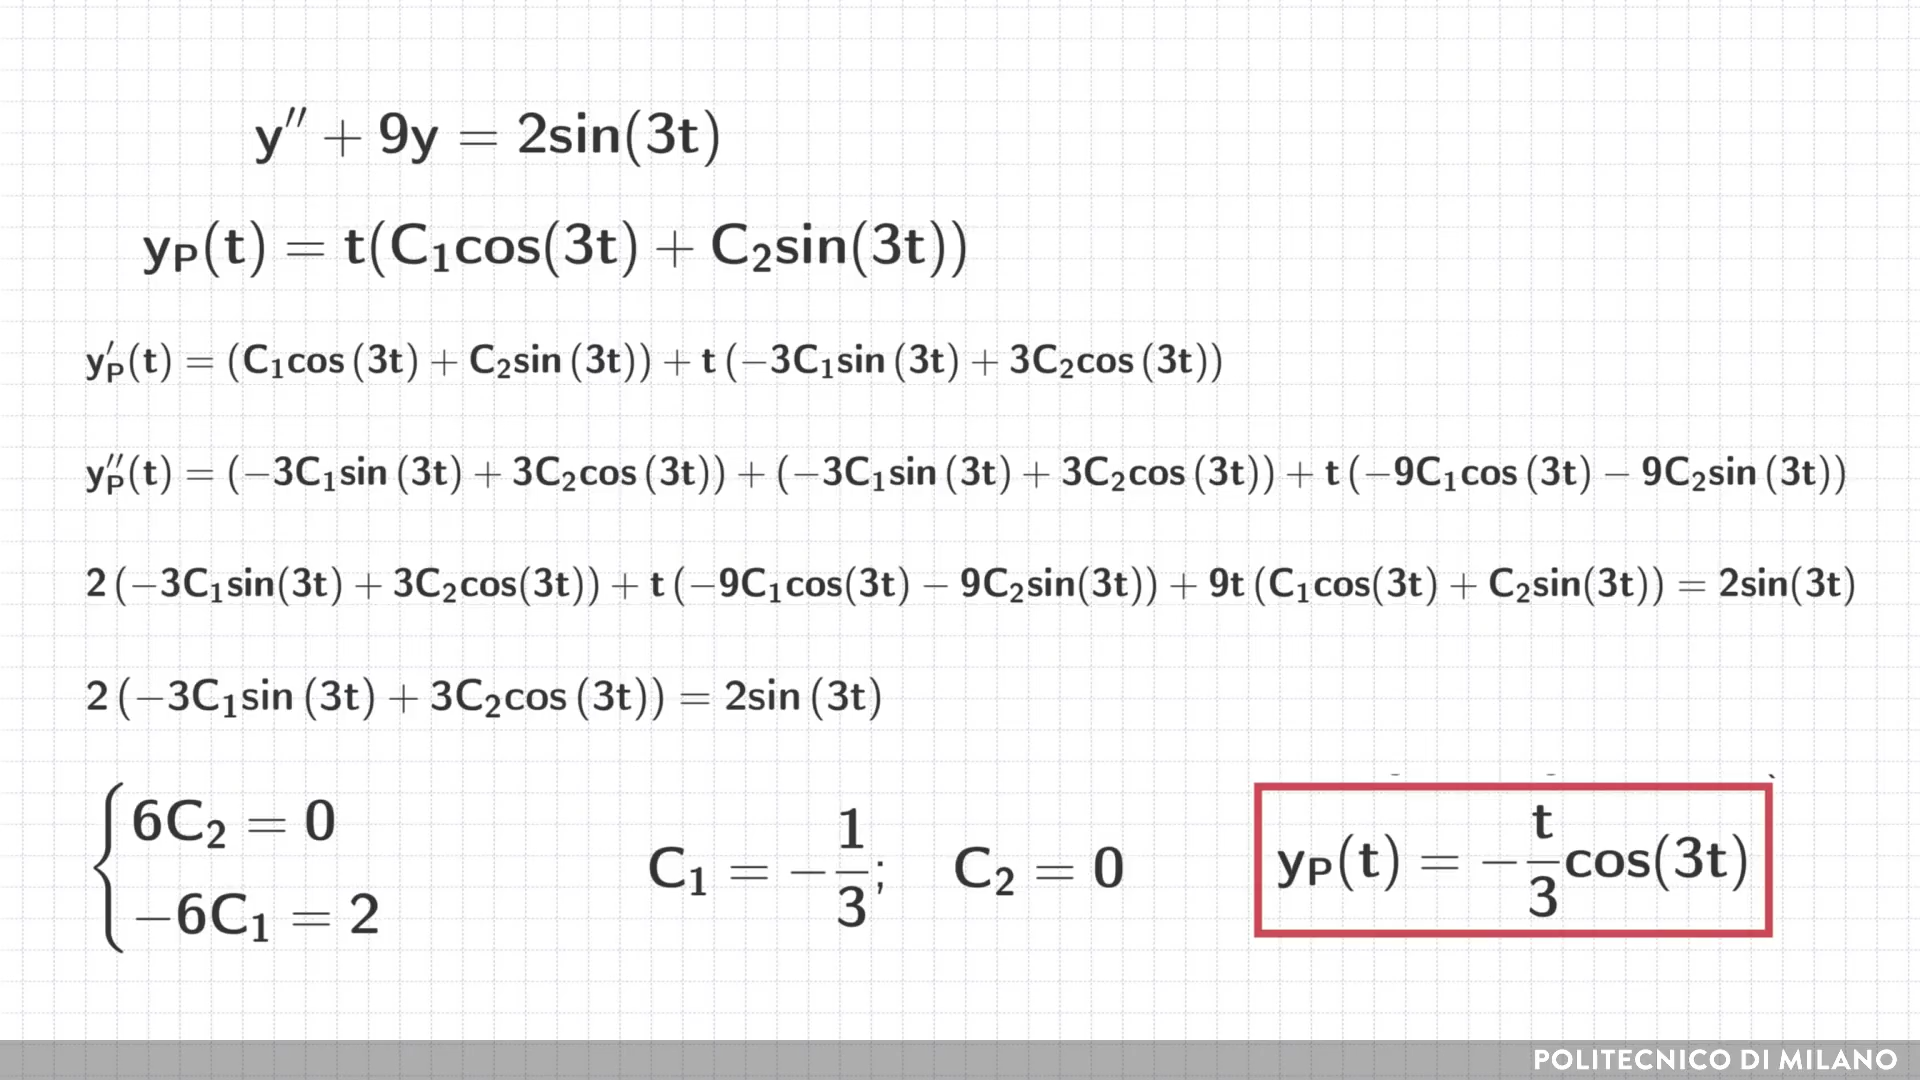 y′′ + 9y = 2sin(3t)
yP(t) = t(C₁cos(3t) + C₂sin(3t))
y′P(t) = (C₁cos (3t) + C₂sin (3t)) + t (−3C₁sin (3t) + 3C₂cos (3t))
y′′P(t) = (−3C₁sin (3t) + 3C₂cos (3t)) + (−3C₁sin (3t) + 3C₂cos (3t)) + t (−9C₁cos (3t) − 9C₂sin (3t))
2 (−3C₁sin(3t) + 3C₂cos(3t)) + t (−9C₁cos(3t) − 9C₂sin(3t)) + 9t (C₁cos(3t) + C₂sin(3t)) = 2sin(3t)
2 (−3C₁sin (3t) + 3C₂cos (3t)) = 2sin (3t)
{ 6C₂ = 0
−6C₁ = 2
C₁ = −1/3; C₂ = 0
yP(t) = −t/3 cos(3t)
POLITECNICO DI MILANO